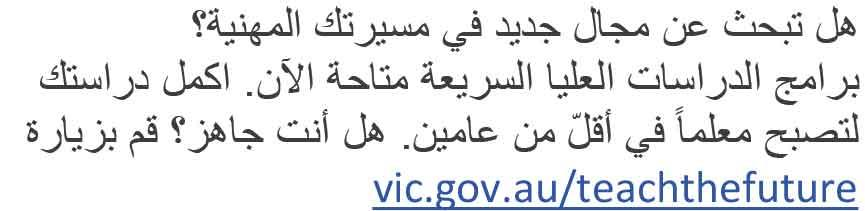 هل تبحث عن مجال جديد في مسيرتك المهنية؟
برامج الدراسات العليا السريعة متاحة الآن. اكمل دراستك
لتصبح معلماً في أقلّ من عامين. هل أنت جاهز؟ قم بزيارة
vic.gov.au/teachthefuture